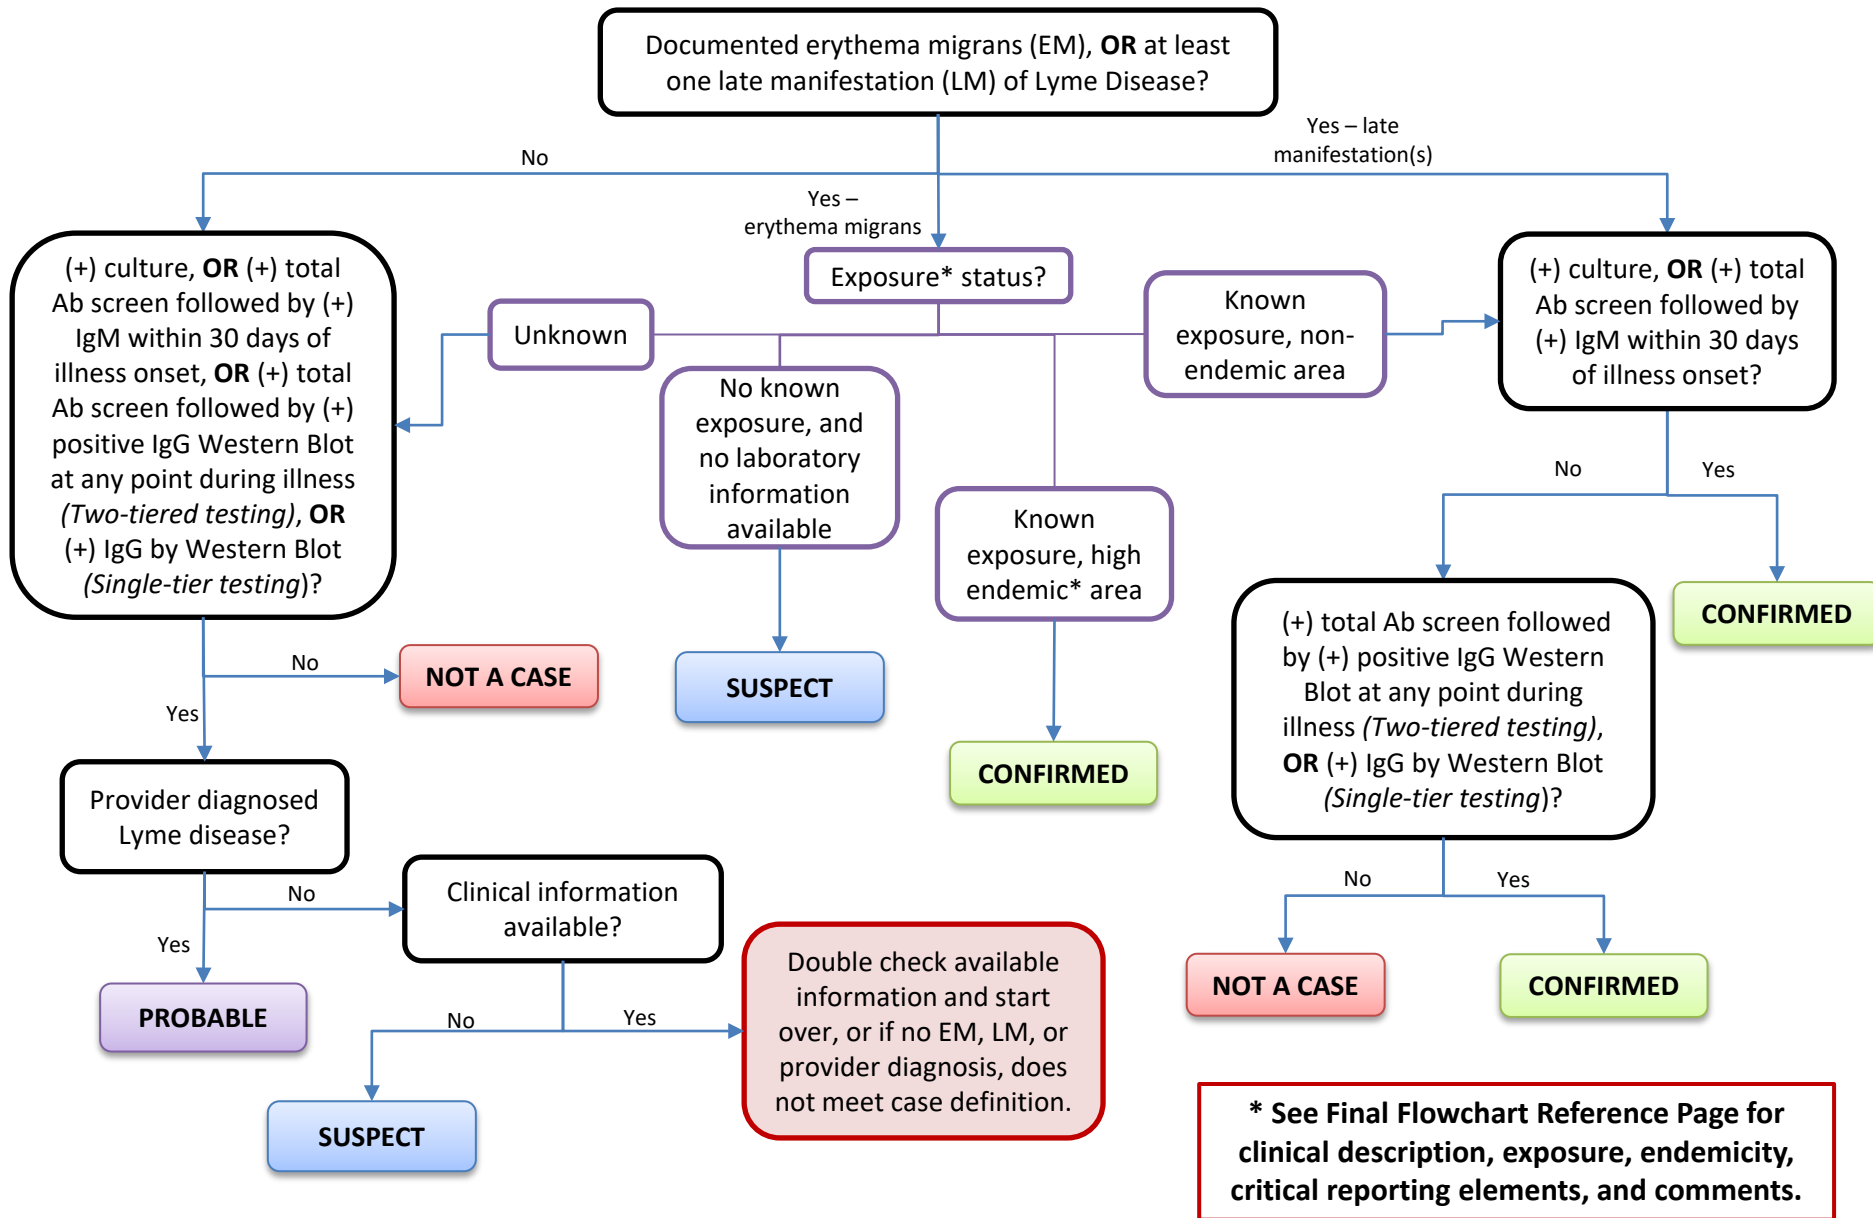 Documented erythema migrans (EM), OR at least
one late manifestation (LM) of Lyme Disease?
No
Yes –
erythema migrans
Yes – late
manifestation(s)
(+) culture, OR (+) total
Ab screen followed by (+)
IgM within 30 days of
illness onset, OR (+) total
Ab screen followed by (+)
positive IgG Western Blot
at any point during illness
(Two-tiered testing), OR
(+) IgG by Western Blot
(Single-tier testing)?
Exposure* status?
Unknown
No known
exposure, and
no laboratory
information
available
Known
exposure, high
endemic* area
Known
exposure, non-
endemic area
(+) culture, OR (+) total
Ab screen followed by
(+) IgM within 30 days
of illness onset?
No
Yes
CONFIRMED
(+) total Ab screen followed
by (+) positive IgG Western
Blot at any point during
illness (Two-tiered testing),
OR (+) IgG by Western Blot
(Single-tier testing)?
No
Yes
NOT A CASE
CONFIRMED
SUSPECT
CONFIRMED
No
NOT A CASE
Yes
Provider diagnosed
Lyme disease?
No
Yes
PROBABLE
Clinical information
available?
No
Yes
SUSPECT
Double check available
information and start
over, or if no EM, LM, or
provider diagnosis, does
not meet case definition.
* See Final Flowchart Reference Page for
clinical description, exposure, endemicity,
critical reporting elements, and comments.